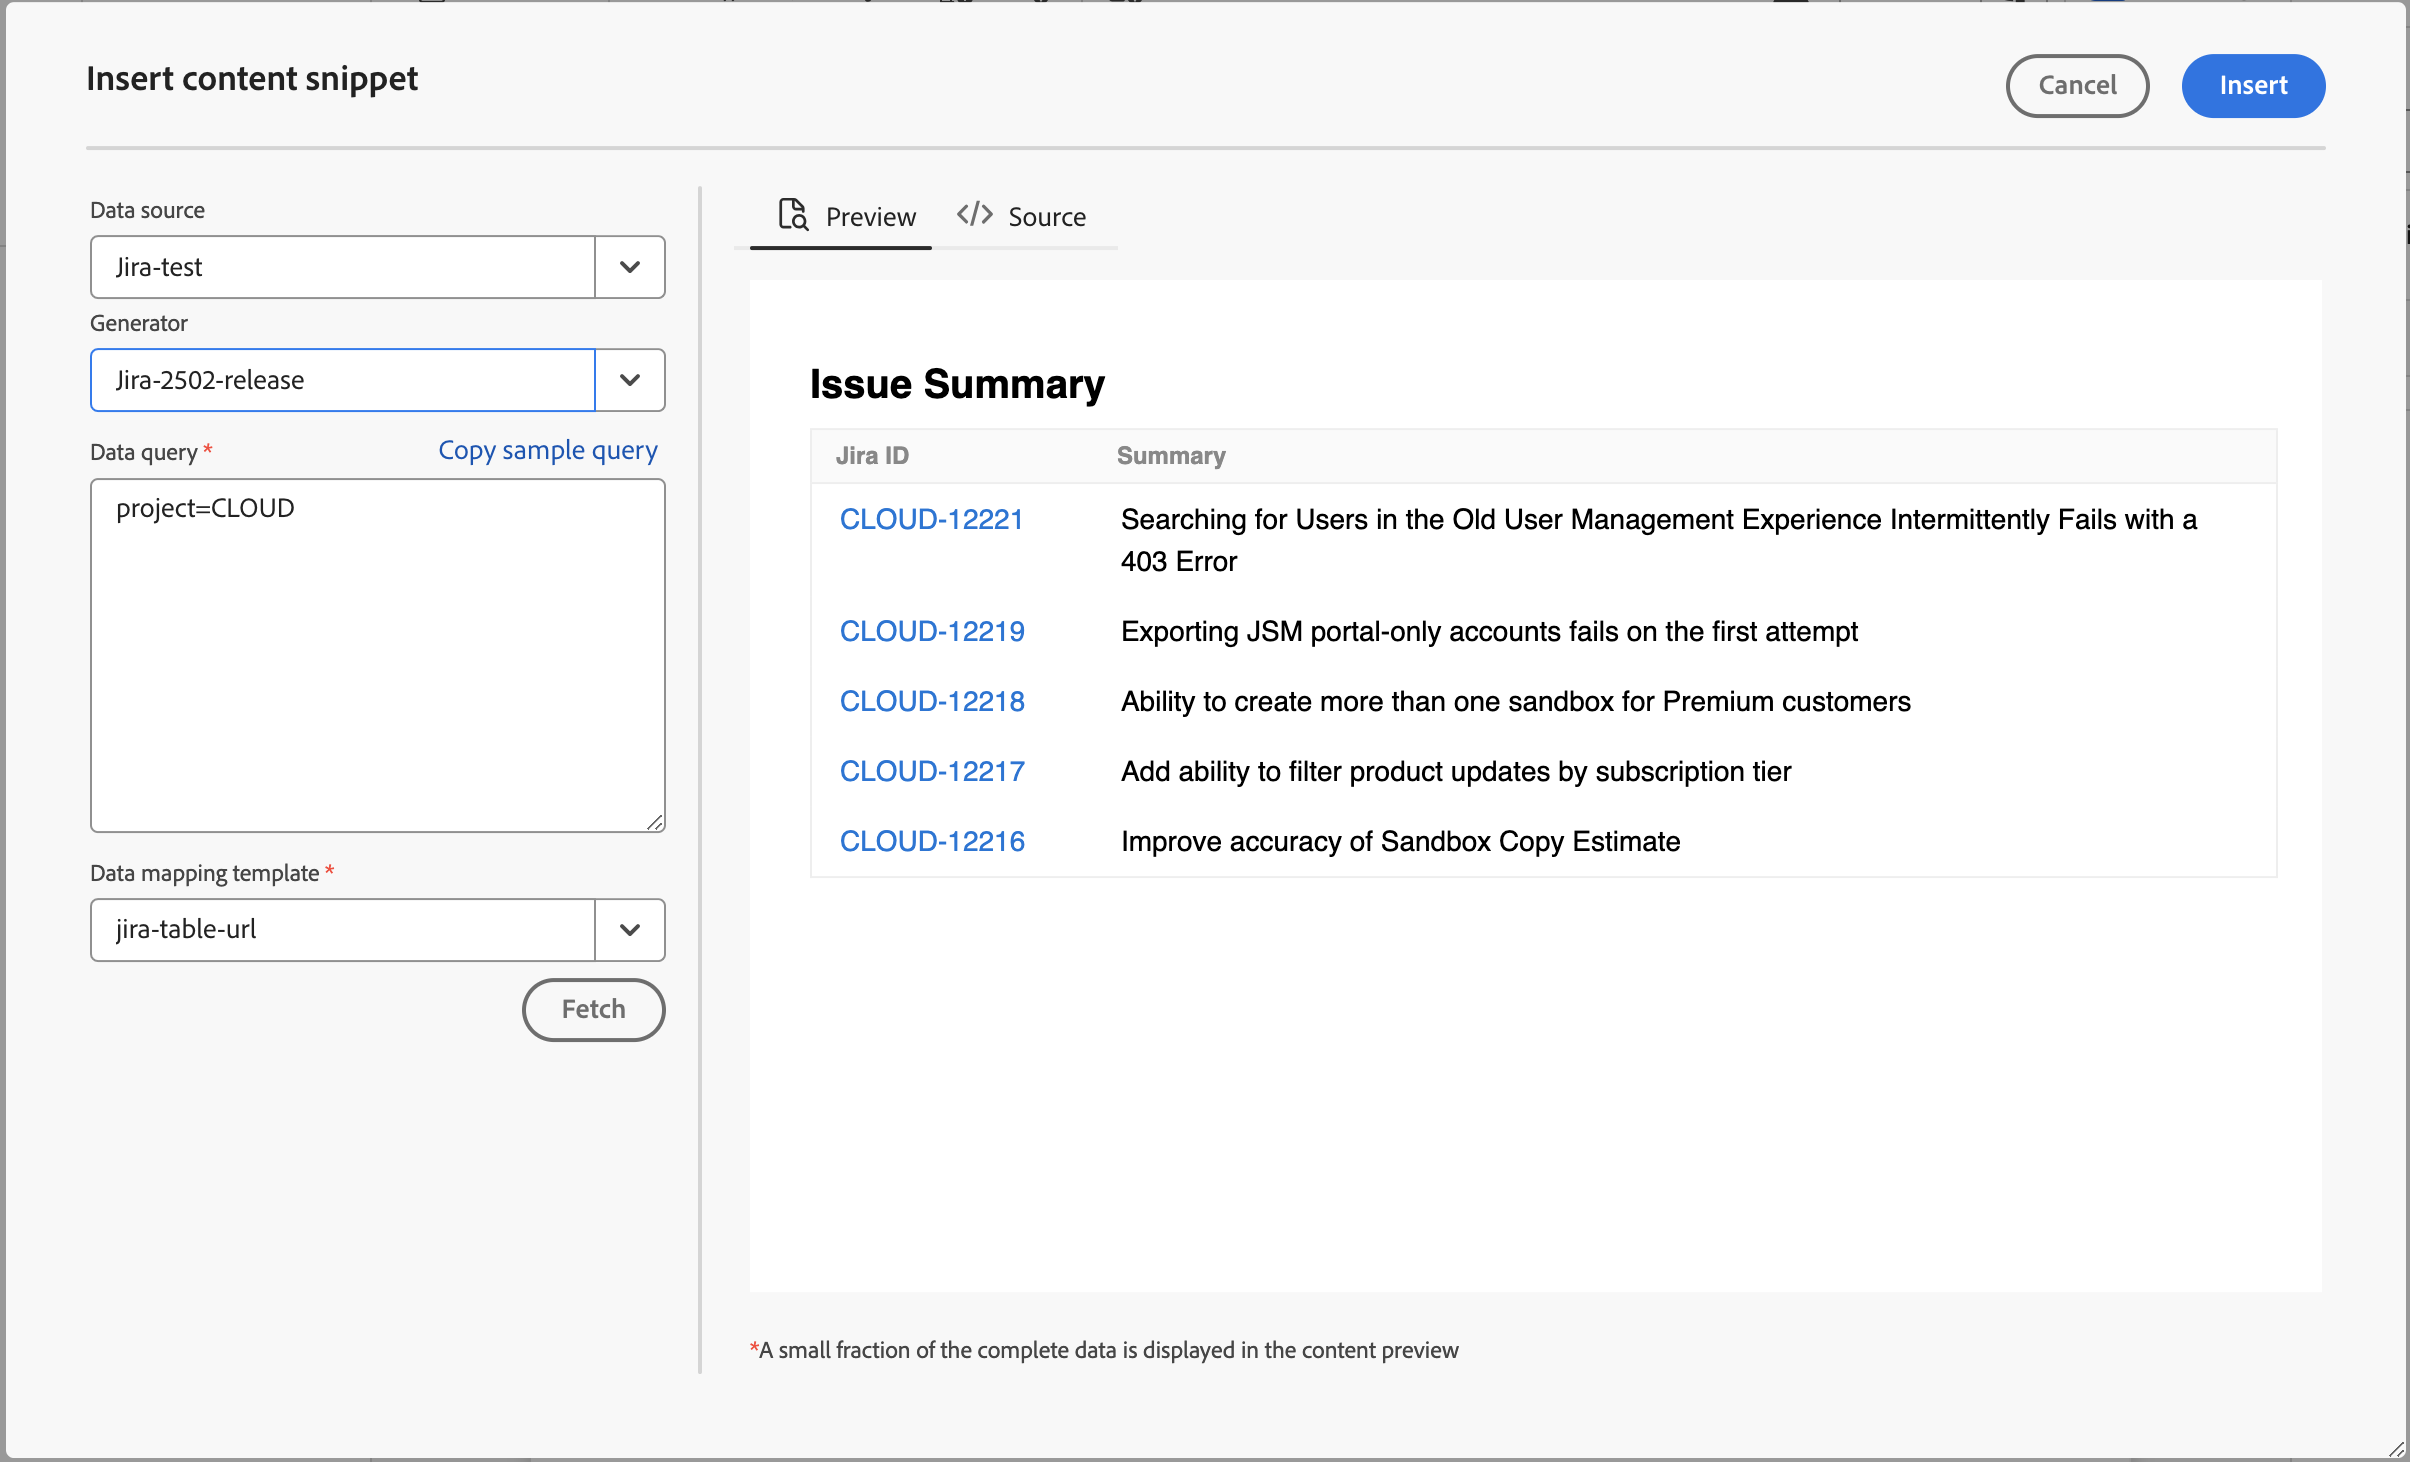 Insert content snippet
Cancel
Insert
Data source
Jira-test
Generator
Jira-2502-release
Data query *
Copy sample query
project=CLOUD
Data mapping template *
jira-table-url
Fetch
Preview
</> Source
Issue Summary
Jira ID Summary
CLOUD-12221 Searching for Users in the Old User Management Experience Intermittently Fails with a
403 Error
CLOUD-12219 Exporting JSM portal-only accounts fails on the first attempt
CLOUD-12218 Ability to create more than one sandbox for Premium customers
CLOUD-12217 Add ability to filter product updates by subscription tier
CLOUD-12216 Improve accuracy of Sandbox Copy Estimate
*A small fraction of the complete data is displayed in the content preview